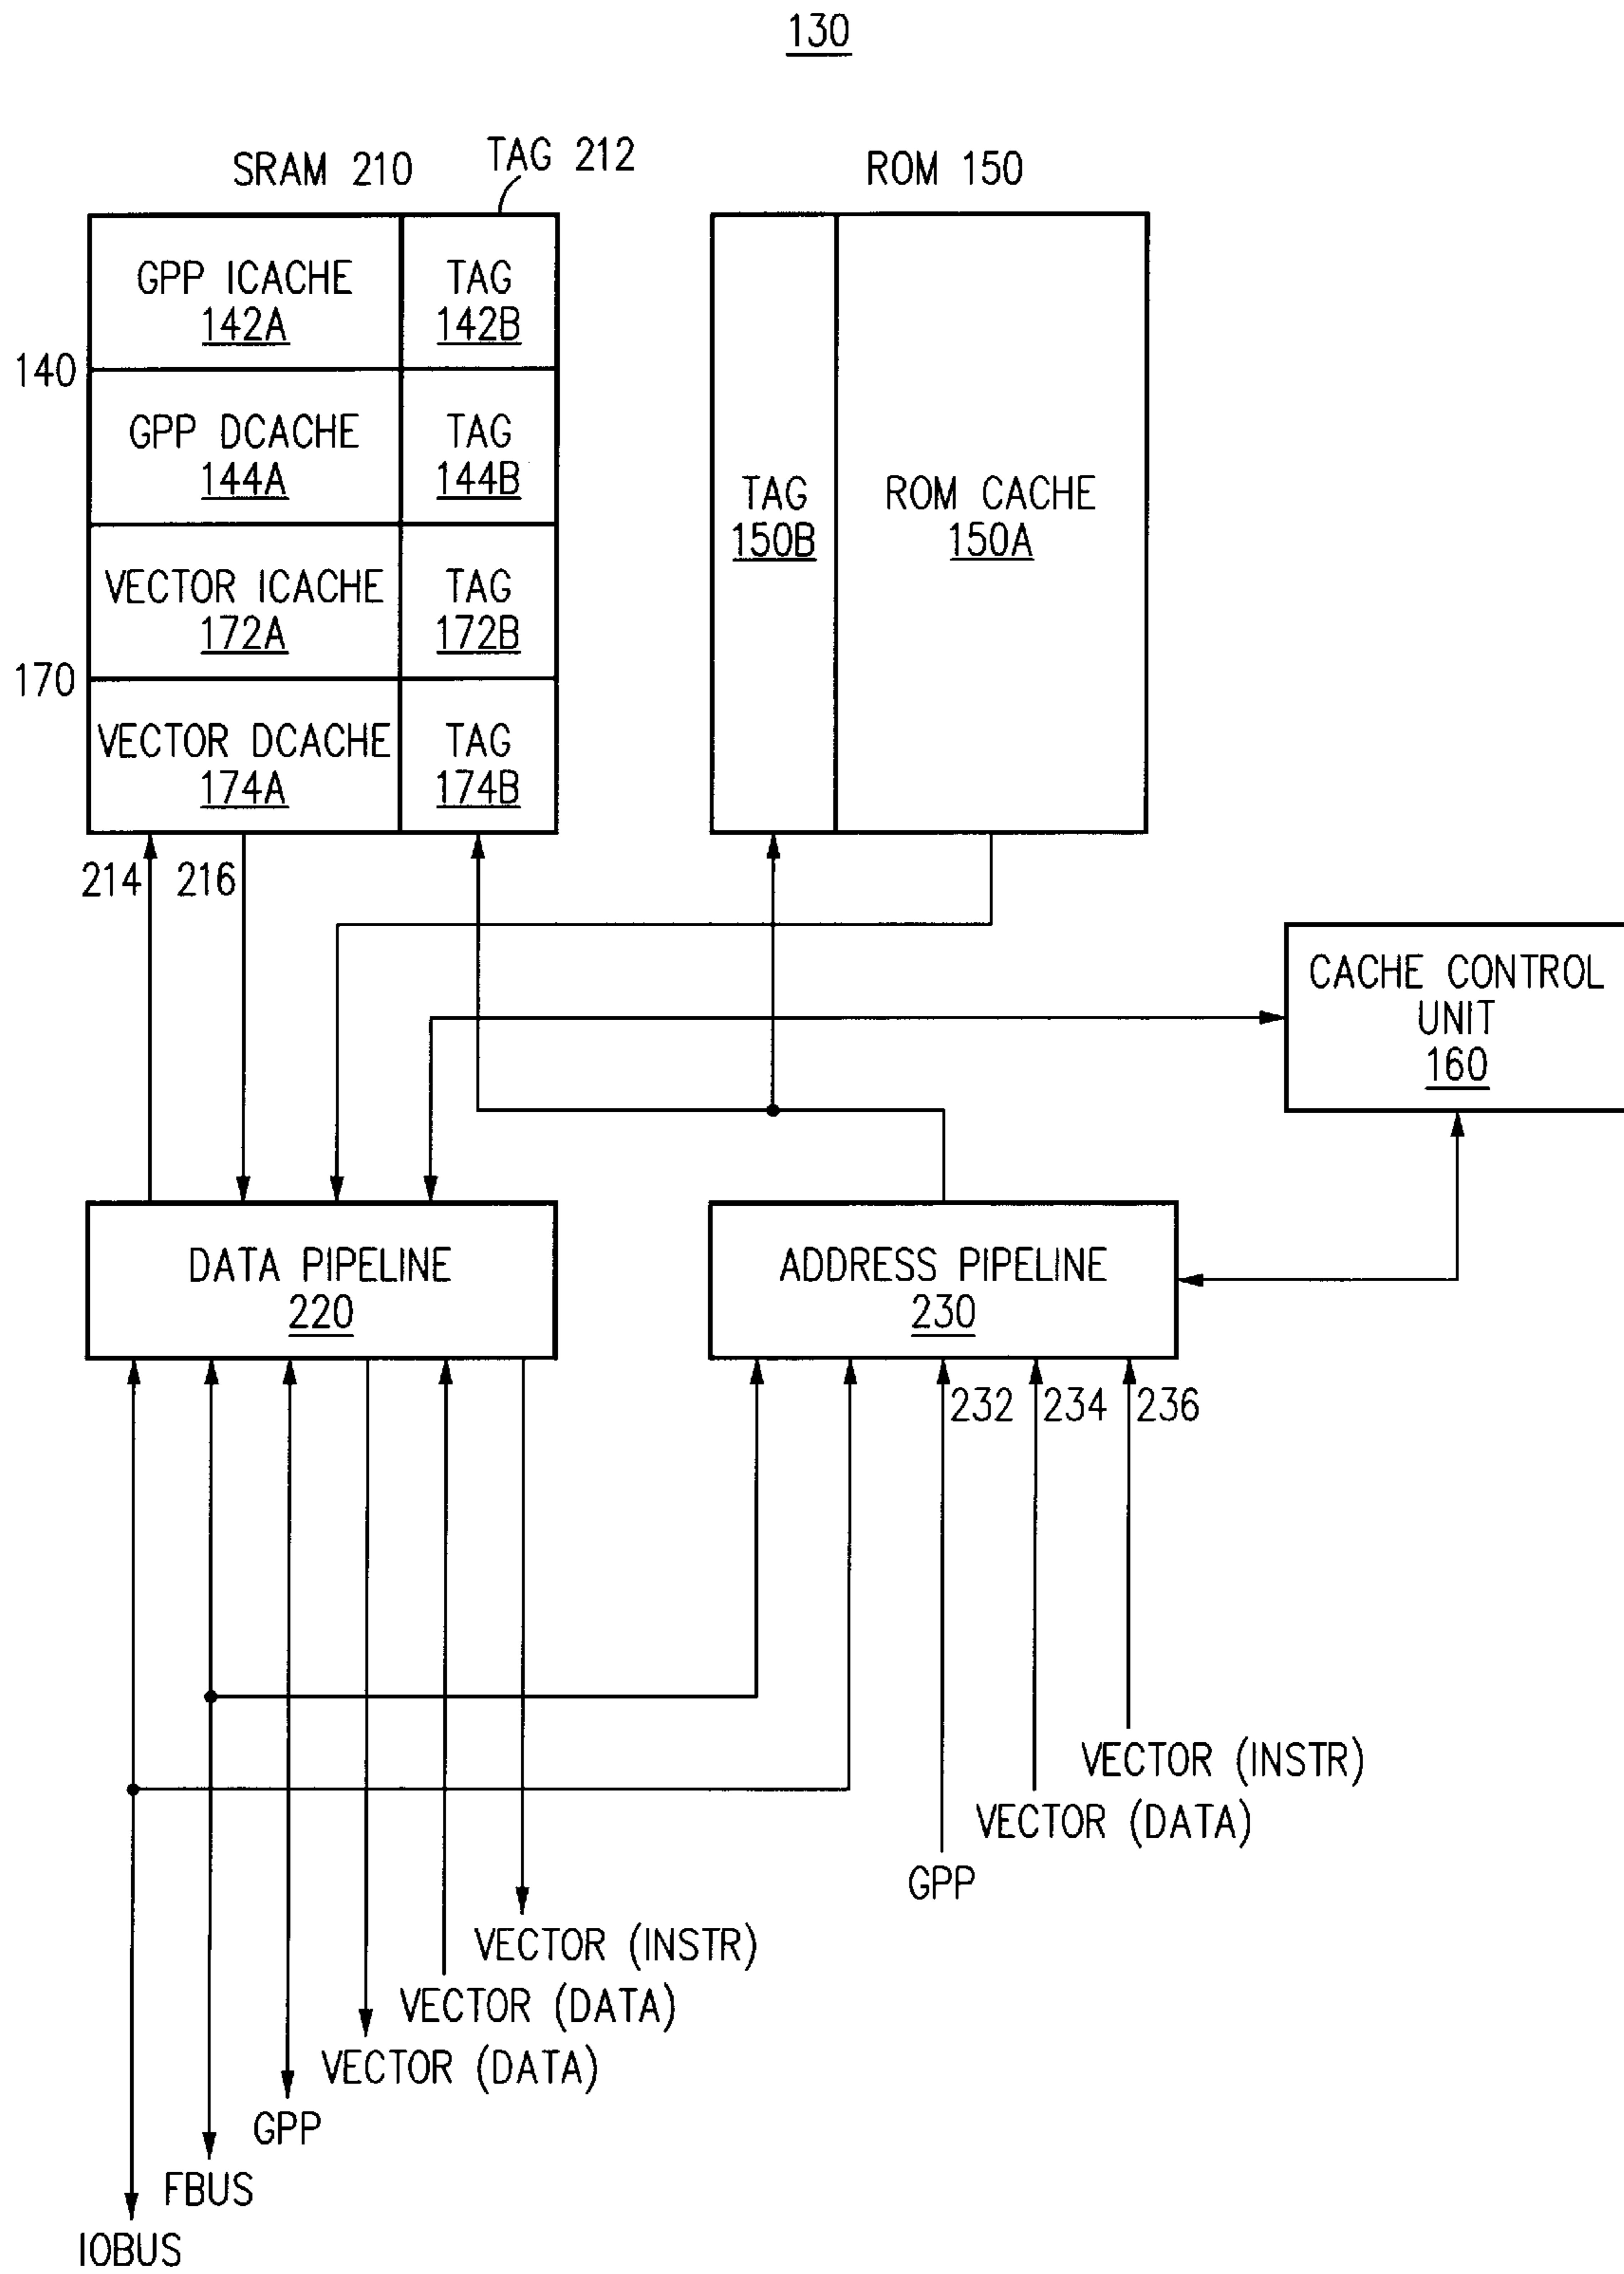 130
SRAM 210
TAG 212
ROM 150
GPP ICACHE
142A
TAG
142B
140
GPP DCACHE
144A
TAG
144B
TAG
150B
ROM CACHE
150A
VECTOR ICACHE
172A
TAG
172B
170
VECTOR DCACHE
174A
TAG
174B
214
216
CACHE CONTROL
UNIT
160
DATA PIPELINE
220
ADDRESS PIPELINE
230
232
234
236
VECTOR (INSTR)
VECTOR (DATA)
GPP
VECTOR (INSTR)
VECTOR (DATA)
VECTOR (DATA)
GPP
FBUS
IOBUS